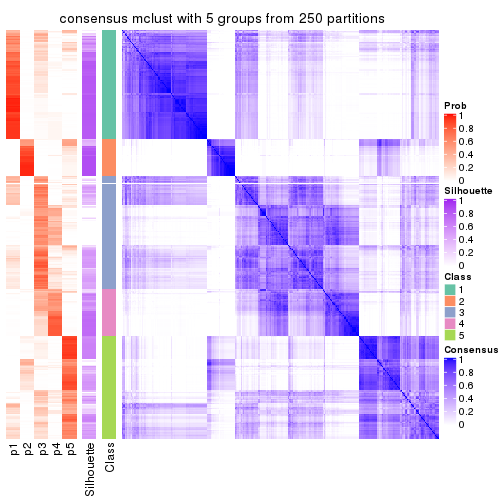 consensus mclust with 5 groups from 250 partitions
Prob
1
0.8
0.6
0.4
0.2
0
Silhouette
1
0.8
0.6
0.4
0.2
0
Class
1
2
3
4
5
Consensus
1
0.8
0.6
0.4
0.2
0
p1
p2
p3
p4
p5
Silhouette
Class